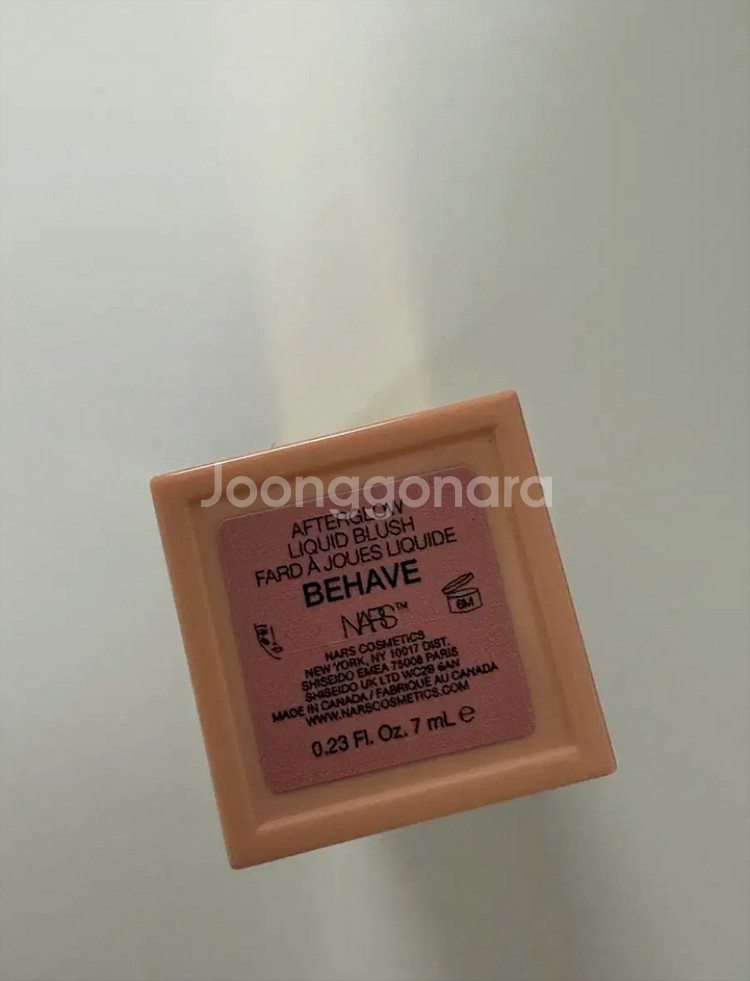 Joonggonara
AFTERGLOW
LIQUID BLUSH
FARD À JOUES LIQUIDE
BEHAVE
NARS™
6M
NARS COSMETICS
NEW YORK, NY 10017 DIST.
SHISEIDO EMEA 75008 PARIS
SHISEIDO UK LTD WC2B 6AN
MADE IN CANADA / FABRIQUÉ AU CANADA
WWW.NARSCOSMETICS.COM
0.23 Fl. Oz. 7 mL ℮